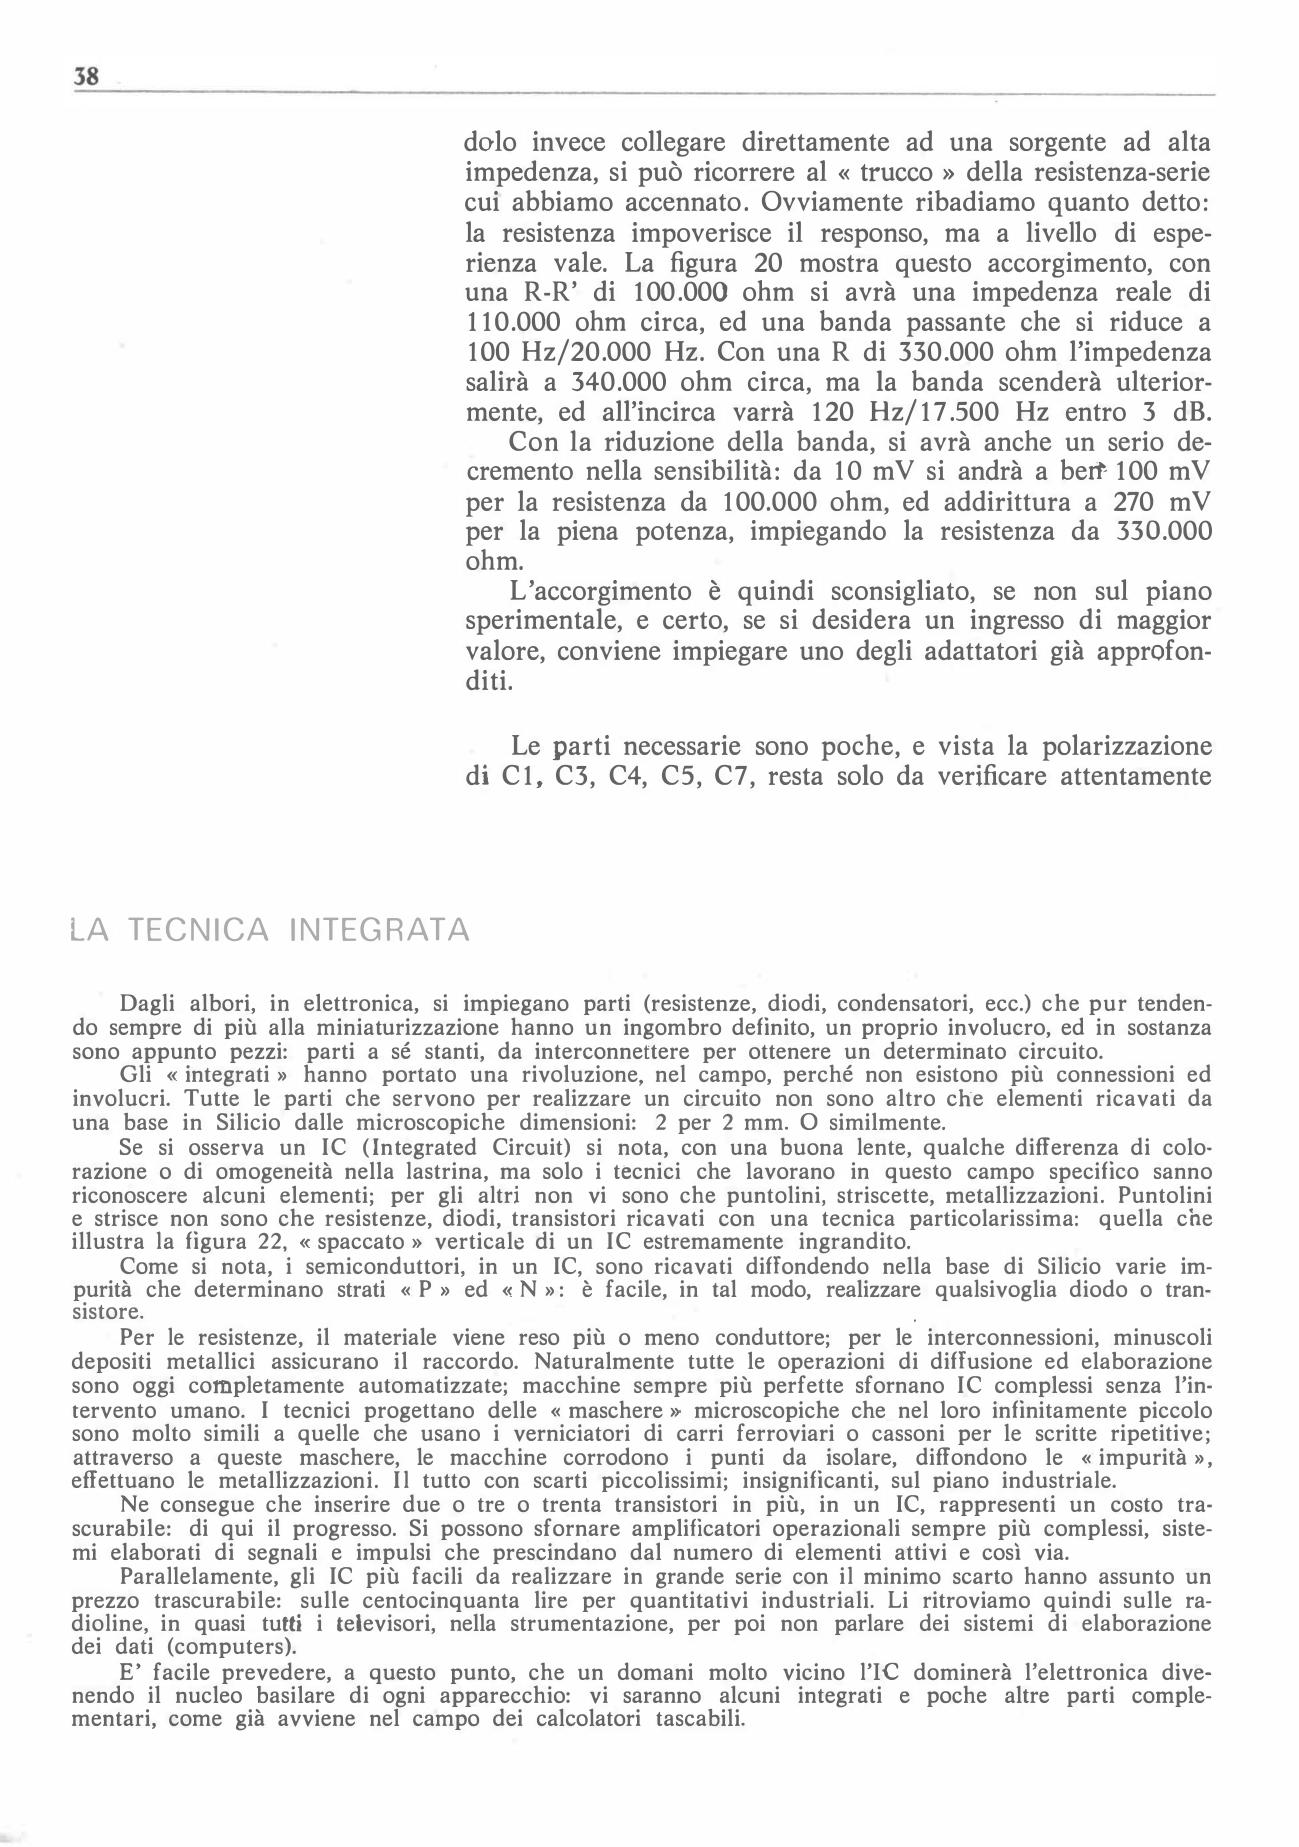 38
dolo invece collegare direttamente ad una sorgente ad alta
impedenza, si può ricorrere al « trucco » della resistenza-serie
cui abbiamo accennato. Ovviamente ribadiamo quanto detto:
la resistenza impoverisce il responso, ma a livello di espe-
rienza vale. La figura 20 mostra questo accorgimento, con
una R-R' di 100.000 ohm si avrà una impedenza reale di
110.000 ohm circa, ed una banda passante che si riduce a
100 Hz/20.000 Hz. Con una R di 330.000 ohm l'impedenza
salirà a 340.000 ohm circa, ma la banda scenderà ulterior-
mente, ed all'incirca varrà 120 Hz/17.500 Hz entro 3 dB.
Con la riduzione della banda, si avrà anche un serio de-
cremento nella sensibilità: da 10 mV si andrà a ben 100 mV
per la resistenza da 100.000 ohm, ed addirittura a 270 mV
per la piena potenza, impiegando la resistenza da 330.000
ohm.
L'accorgimento è quindi sconsigliato, se non sul piano
sperimentale, e certo, se si desidera un ingresso di maggior
valore, conviene impiegare uno degli adattatori già approfon-
diti.
Le parti necessarie sono poche, e vista la polarizzazione
di C1, C3, C4, C5, C7, resta solo da verificare attentamente
LA TECNICA INTEGRATA
Dagli albori, in elettronica, si impiegano parti (resistenze, diodi, condensatori, ecc.) che pur tenden-
do sempre di più alla miniaturizzazione hanno un ingombro definito, un proprio involucro, ed in sostanza
sono appunto pezzi: parti a sé stanti, da interconnettere per ottenere un determinato circuito.
Gli « integrati » hanno portato una rivoluzione, nel campo, perché non esistono più connessioni ed
involucri. Tutte le parti che servono per realizzare un circuito non sono altro che elementi ricavati da
una base in Silicio dalle microscopiche dimensioni: 2 per 2 mm. O similmente.
Se si osserva un IC (Integrated Circuit) si nota, con una buona lente, qualche differenza di colo-
razione o di omogeneità nella lastrina, ma solo i tecnici che lavorano in questo campo specifico sanno
riconoscere alcuni elementi; per gli altri non vi sono che puntolini, striscette, metallizzazioni. Puntolini
e strisce non sono che resistenze, diodi, transistori ricavati con una tecnica particolarissima: quella che
illustra la figura 22, « spaccato » verticale di un IC estremamente ingrandito.
Come si nota, i semiconduttori, in un IC, sono ricavati diffondendo nella base di Silicio varie im-
purità che determinano strati « P » ed « N »: è facile, in tal modo, realizzare qualsivoglia diodo o tran-
sistore.
Per le resistenze, il materiale viene reso più o meno conduttore; per le interconnessioni, minuscoli
depositi metallici assicurano il raccordo. Naturalmente tutte le operazioni di diffusione ed elaborazione
sono oggi completamente automatizzate; macchine sempre più perfette sfornano IC complessi senza l'in-
tervento umano. I tecnici progettano delle « maschere » microscopiche che nel loro infinitamente piccolo
sono molto simili a quelle che usano i verniciatori di carri ferroviari o cassoni per le scritte ripetitive;
attraverso a queste maschere, le macchine corrodono i punti da isolare, diffondono le « impurità »,
effettuano le metallizzazioni. Il tutto con scarti piccolissimi; insignificanti, sul piano industriale.
Ne consegue che inserire due o tre o trenta transistori in più, in un IC, rappresenti un costo tra-
scurabile: di qui il progresso. Si possono sfornare amplificatori operazionali sempre più complessi, siste-
mi elaborati di segnali e impulsi che prescindano dal numero di elementi attivi e così via.
Parallelamente, gli IC più facili da realizzare in grande serie con il minimo scarto hanno assunto un
prezzo trascurabile: sulle centocinquanta lire per quantitativi industriali. Li ritroviamo quindi sulle ra-
dioline, in quasi tutti i televisori, nella strumentazione, per poi non parlare dei sistemi di elaborazione
dei dati (computers).
E' facile prevedere, a questo punto, che un domani molto vicino l'IC dominerà l'elettronica dive-
nendo il nucleo basilare di ogni apparecchio: vi saranno alcuni integrati e poche altre parti comple-
mentari, come già avviene nel campo dei calcolatori tascabili.